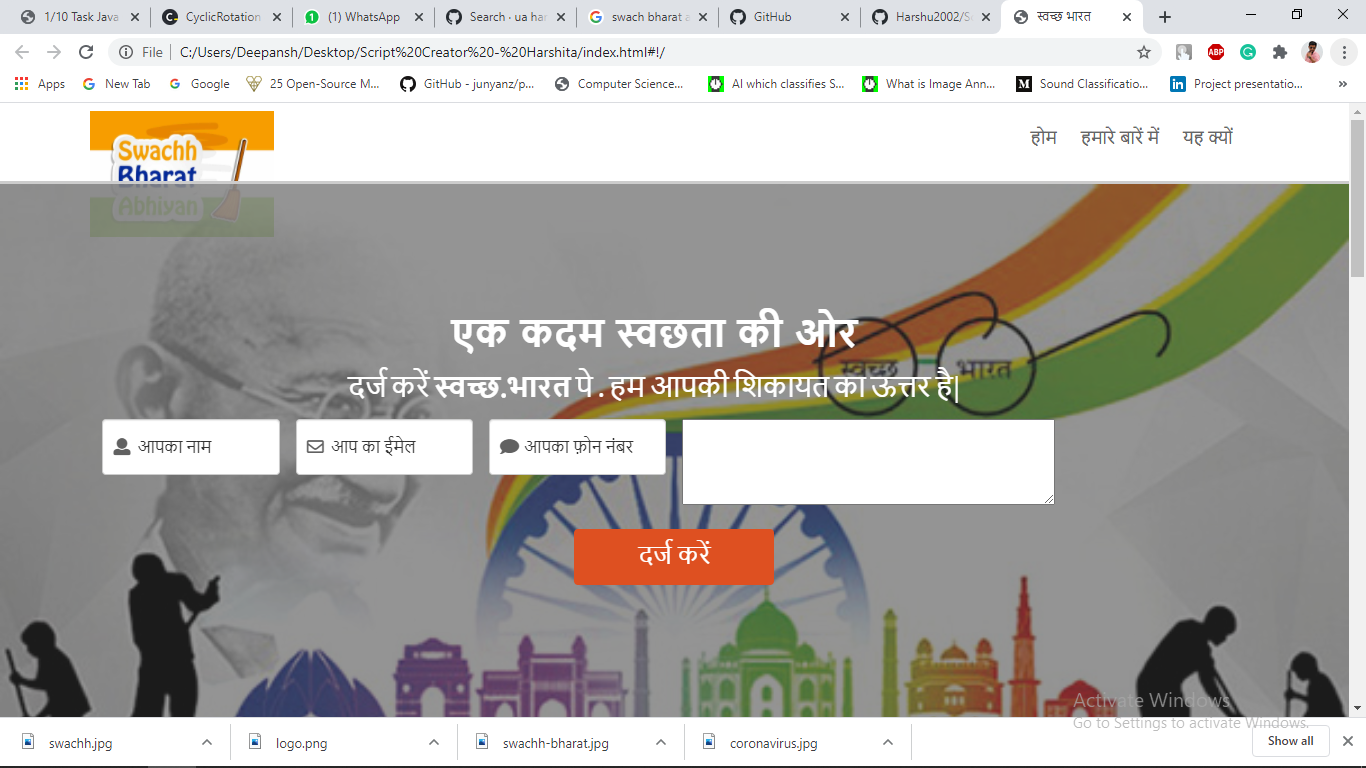 1/10 Task Java
CyclicRotation
(1) WhatsApp
Search · ua har
swach bharat a
GitHub
Harshu2002/S
स्वच्छ भारत
File
C:/Users/Deepansh/Desktop/Script%20Creator%20-%20Harshita/index.html#!/
ABP
Apps
New Tab
Google
25 Open-Source M...
GitHub - junyanz/p...
Computer Science...
AI which classifies S...
What is Image Ann...
Sound Classificatio...
Project presentatio...
Swachh
Bharat
Abhiyan
होम
हमारे बारें में
यह क्यों
एक कदम स्वछता की ओर
स्वच्छ भारत
दर्ज करें स्वच्छ.भारत पे . हम आपकी शिकायत का ऊत्तर है|
आपका नाम
आप का ईमेल
आपका फ़ोन नंबर
दर्ज करें
Activate Windows
Go to Settings to activate Windows.
swachh.jpg
logo.png
swachh-bharat.jpg
coronavirus.jpg
Show all